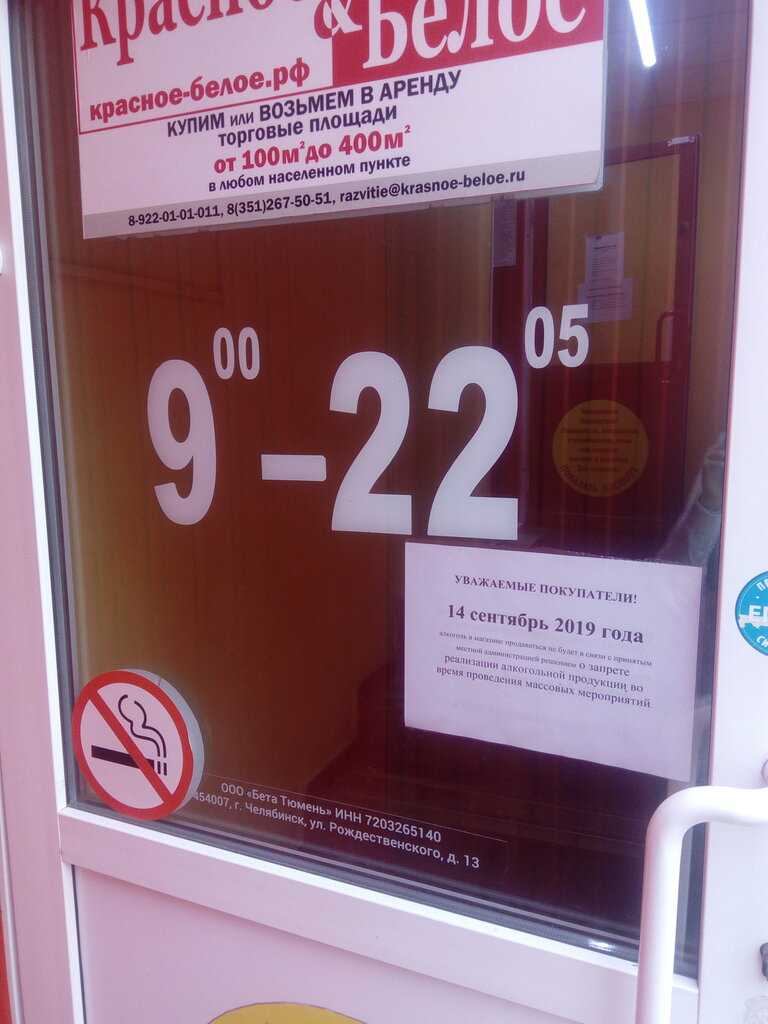 Красное
&
Белое
красное-белое.рф
КУПИМ или ВОЗЬМЕМ В АРЕНДУ
торговые площади
от 100м² до 400м²
в любом населенном пункте
8-922-01-01-011, 8(351)267-50-51, razvitie@krasnoe-beloe.ru
9⁰⁰ – 22⁰⁵
ПОКАЗАТЬ ПАСПОРТ
УВАЖАЕМЫЕ ПОКУПАТЕЛИ!
14 сентябрь 2019 года
алкоголь в магазине продаваться не будет в связи с принятым
местной администрацией решением о запрете
реализации алкогольной продукции во
время проведения массовых мероприятий
ООО «Бета Тюмень» ИНН 7203265140
454007, г. Челябинск, ул. Рождественского, д. 13